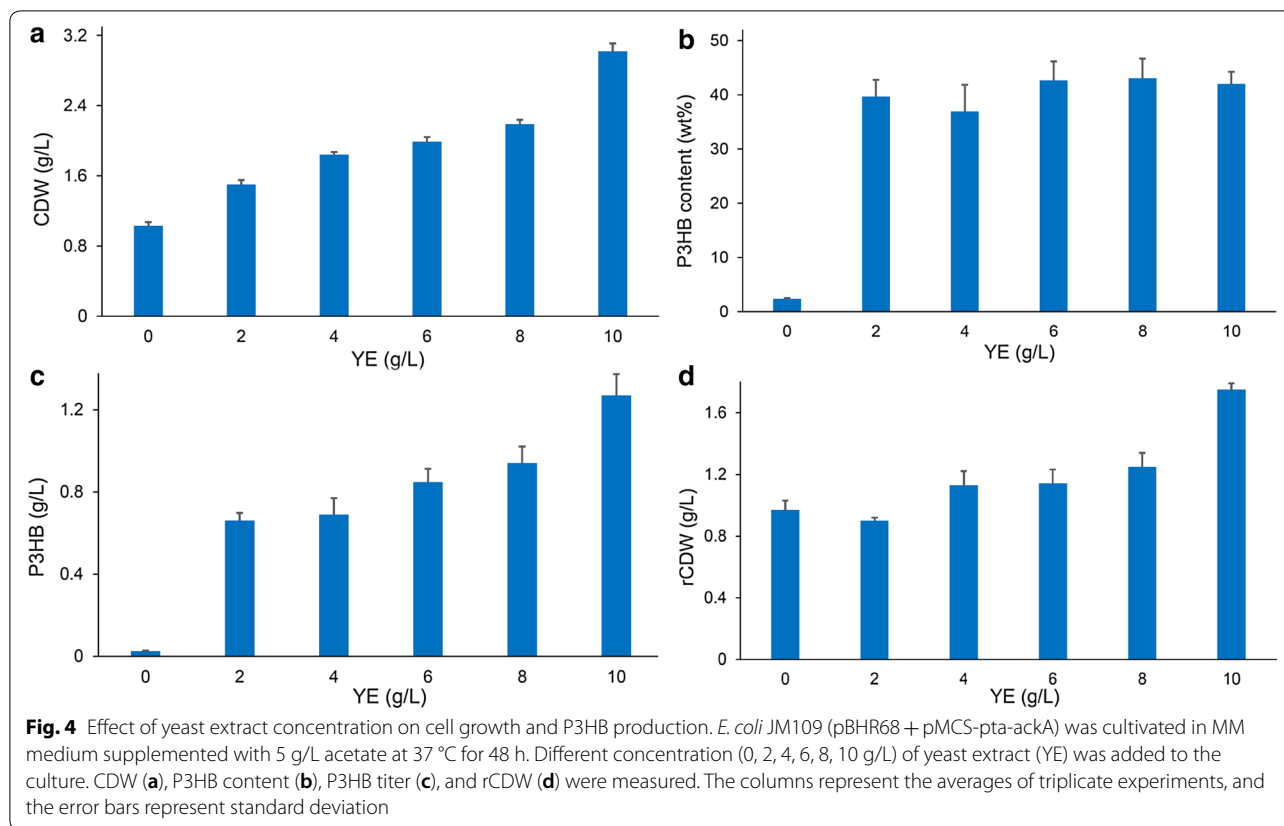 a
3.2
2.4
1.6
0.8
0
CDW (g/L)
0 2 4 6 8 10
YE (g/L)
b
50
40
30
20
10
0
P3HB content (wt%)
0 2 4 6 8 10
YE (g/L)
c
1.2
0.8
0.4
0
P3HB (g/L)
0 2 4 6 8 10
YE (g/L)
d
1.6
1.2
0.8
0.4
0
rCDW (g/L)
0 2 4 6 8 10
YE (g/L)
Fig. 4 Effect of yeast extract concentration on cell growth and P3HB production. E. coli JM109 (pBHR68 + pMCS-pta-ackA) was cultivated in MM
medium supplemented with 5 g/L acetate at 37 °C for 48 h. Different concentration (0, 2, 4, 6, 8, 10 g/L) of yeast extract (YE) was added to the
culture. CDW (a), P3HB content (b), P3HB titer (c), and rCDW (d) were measured. The columns represent the averages of triplicate experiments, and
the error bars represent standard deviation